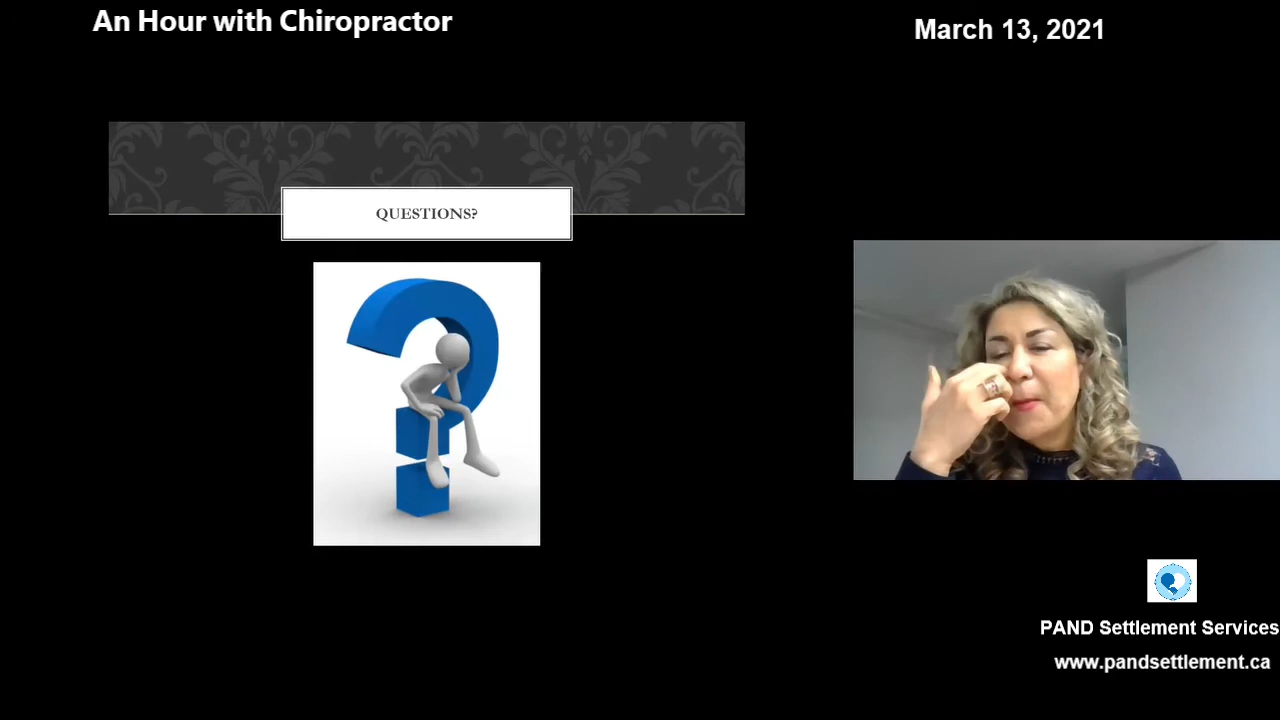 An Hour with Chiropractor
March 13, 2021
QUESTIONS?
PAND Settlement Services
www.pandsettlement.ca